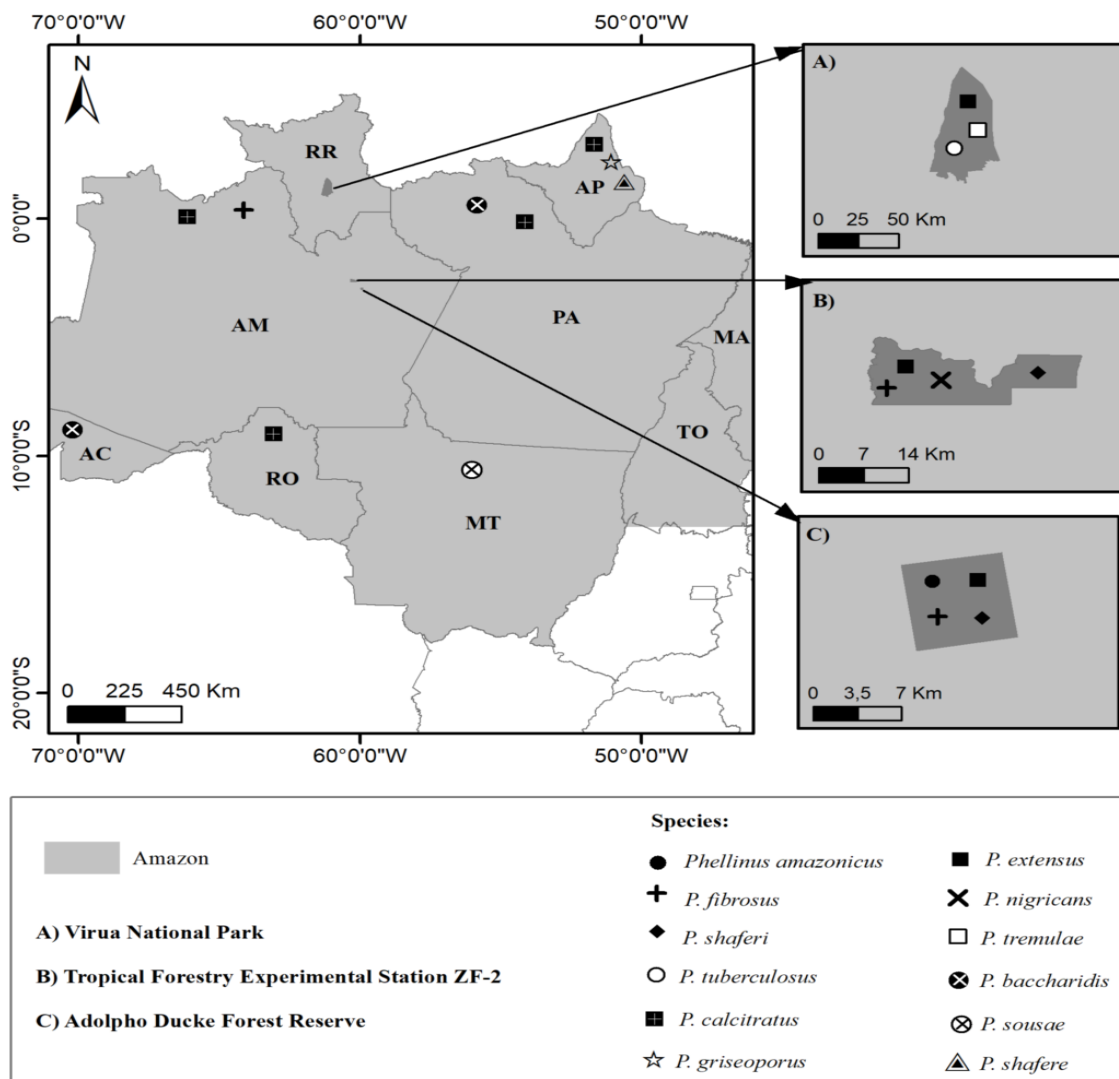 70°0'0"W 60°0'0"W 50°0'0"W
N
RR
AP
0°0'0"
AM
PA
MA
AC
RO
TO
10°0'0"S
MT
20°0'0"S
0 225 450 Km
70°0'0"W 60°0'0"W 50°0'0"W
A)
0 25 50 Km
B)
0 7 14 Km
C)
0 3,5 7 Km
Amazon
A) Virua National Park
B) Tropical Forestry Experimental Station ZF-2
C) Adolpho Ducke Forest Reserve
Species:
Phellinus amazonicus
P. fibrosus
P. shaferi
P. tuberculosus
P. calcitratus
P. griseoporus
P. extensus
P. nigricans
P. tremulae
P. baccharidis
P. sousae
P. shafere